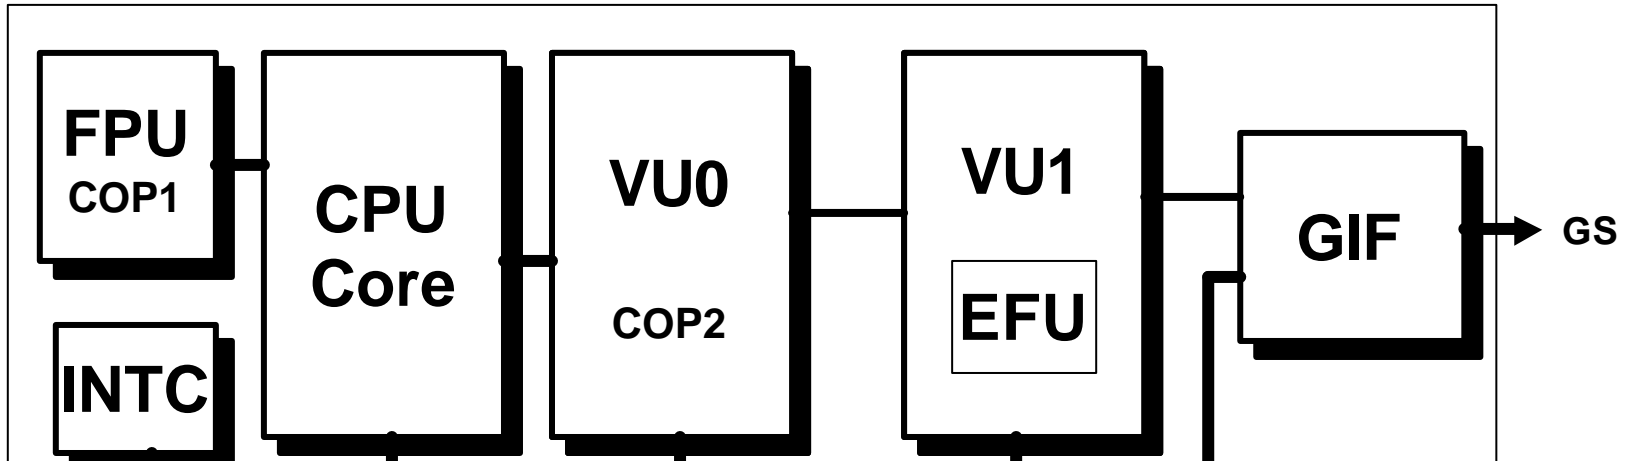 FPU
COP1
CPU
Core
VU0
COP2
VU1
EFU
GIF
GS
INTC